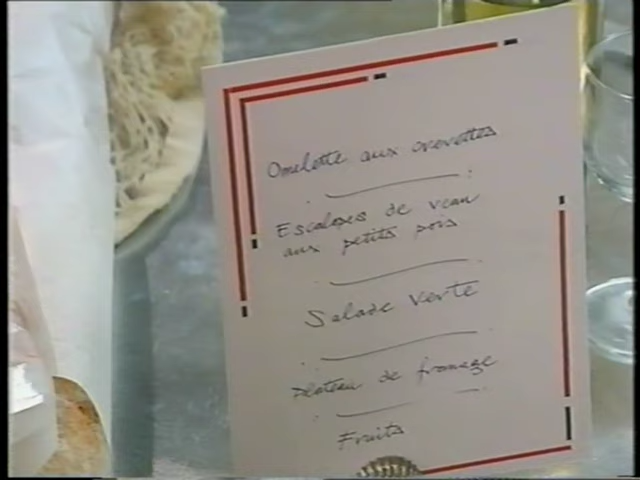 Omelette aux crevettes
Escalopes de veau
aux petits pois
Salade verte
Plateau de fromage
Fruits